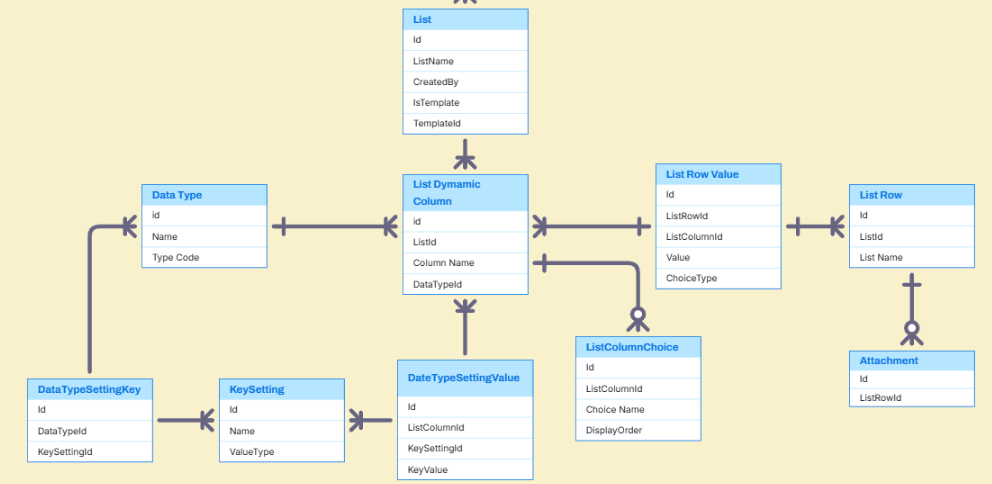 List
Id
ListName
CreatedBy
IsTemplate
TemplateId
Data Type
id
Name
Type Code
List Dymamic
Column
id
ListId
Column Name
DataTypeId
List Row Value
Id
ListRowId
ListColumnId
Value
ChoiceType
List Row
Id
ListId
List Name
DataTypeSettingKey
Id
DataTypeId
KeySettingId
KeySetting
Id
Name
ValueType
DateTypeSettingValue
Id
ListColumnId
KeySettingId
KeyValue
ListColumnChoice
Id
ListColumnId
Choice Name
DisplayOrder
Attachment
Id
ListRowId